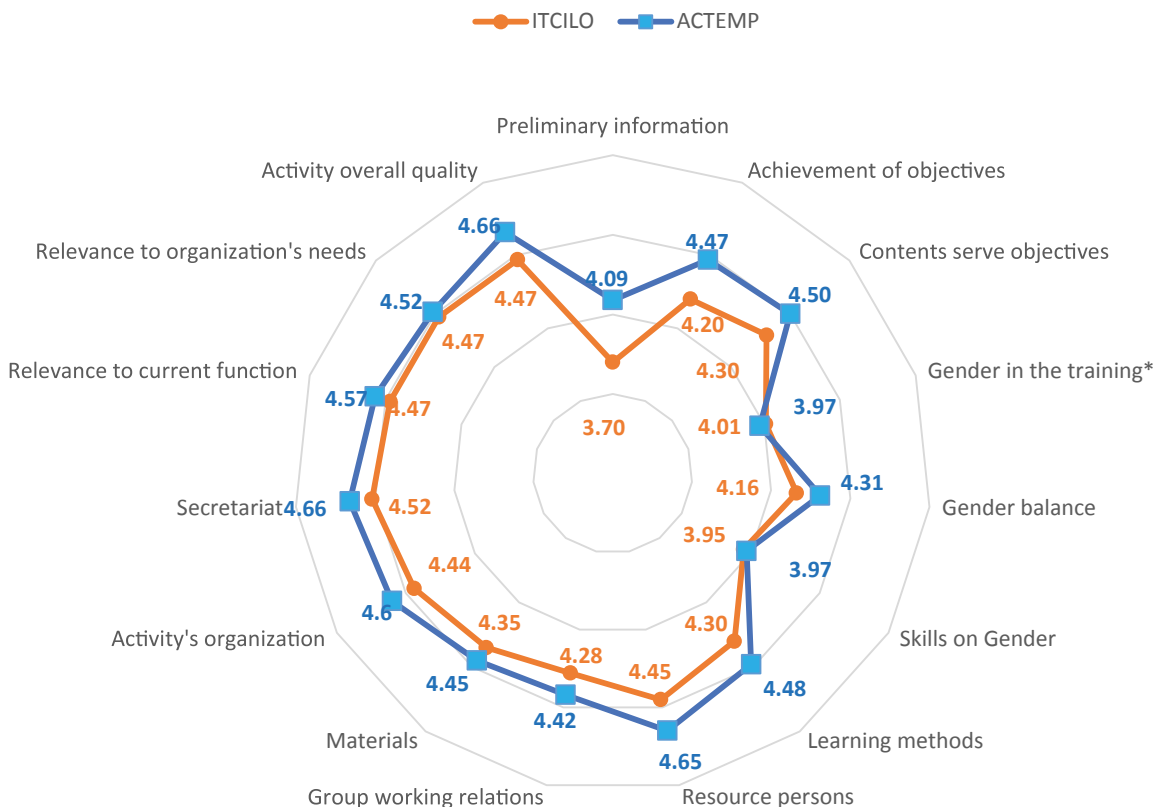 ITCILO ACTEMP
Preliminary information
Activity overall quality
Achievement of objectives
Relevance to organization's needs
Contents serve objectives
Relevance to current function
Gender in the training*
Secretariat
Gender balance
Activity's organization
Skills on Gender
Materials
Learning methods
Group working relations
Resource persons
4.66
4.47
4.09
4.52
4.50
4.47
4.20
4.47
4.30
4.57
4.47
3.97
3.70
4.01
4.31
4.16
4.66
4.52
3.95
3.97
4.44
4.6
4.35
4.30
4.28
4.45
4.45
4.48
4.42
4.65